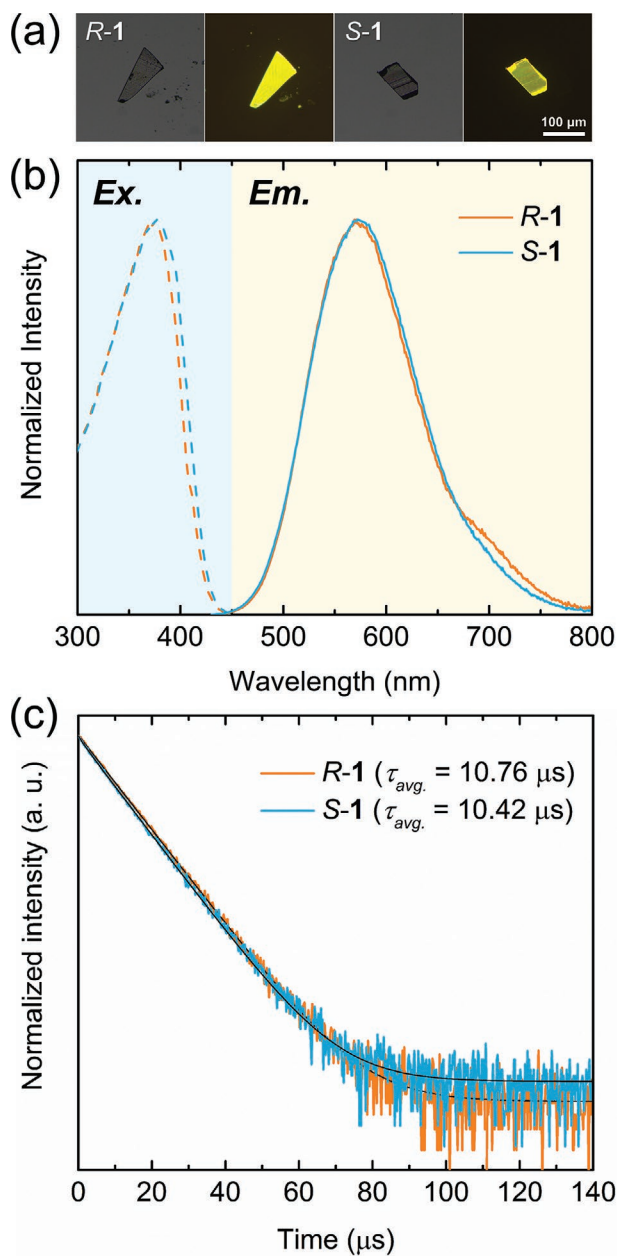 (a)
R-1
S-1
100 µm
(b)
Ex.
Em.
R-1
S-1
Normalized Intensity
300 400 500 600 700 800
Wavelength (nm)
(c)
R-1 (τavg. = 10.76 µs)
S-1 (τavg. = 10.42 µs)
Normalized intensity (a. u.)
0 20 40 60 80 100 120 140
Time (µs)